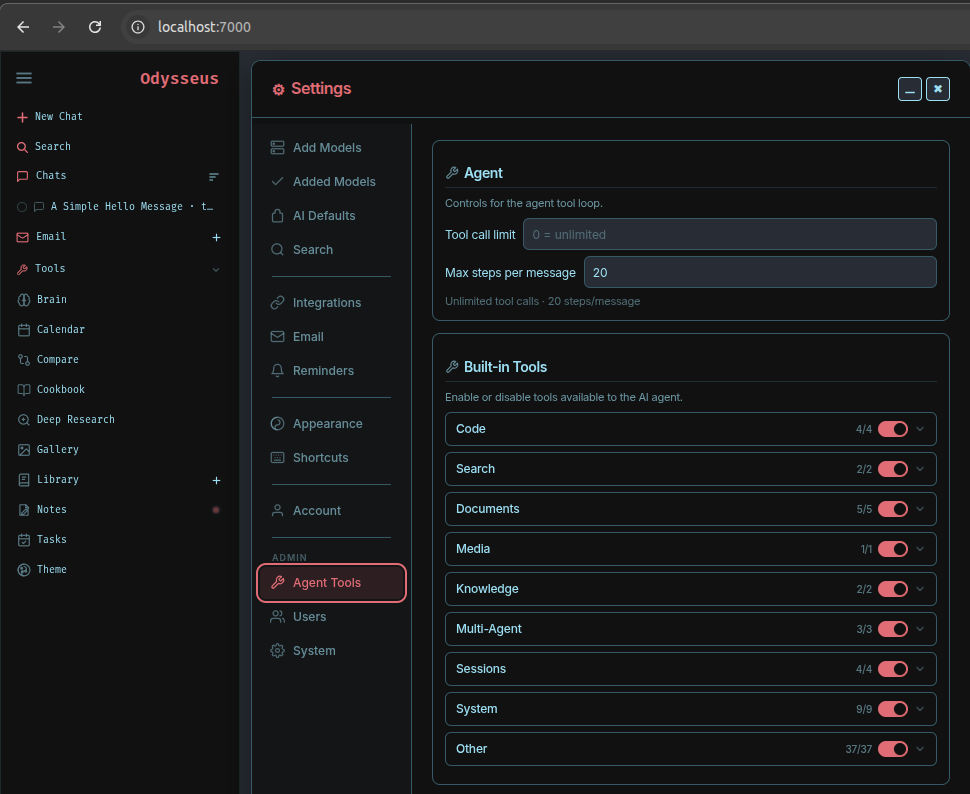 localhost:7000
Odysseus
New Chat
Search
Chats
A Simple Hello Message · t…
Email
Tools
Brain
Calendar
Compare
Cookbook
Deep Research
Gallery
Library
Notes
Tasks
Theme
Settings
Add Models
Added Models
AI Defaults
Search
Integrations
Email
Reminders
Appearance
Shortcuts
Account
ADMIN
Agent Tools
Users
System
Agent
Controls for the agent tool loop.
Tool call limit 0 = unlimited
Max steps per message 20
Unlimited tool calls · 20 steps/message
Built-in Tools
Enable or disable tools available to the AI agent.
Code 4/4
Search 2/2
Documents 5/5
Media 1/1
Knowledge 2/2
Multi-Agent 3/3
Sessions 4/4
System 9/9
Other 37/37